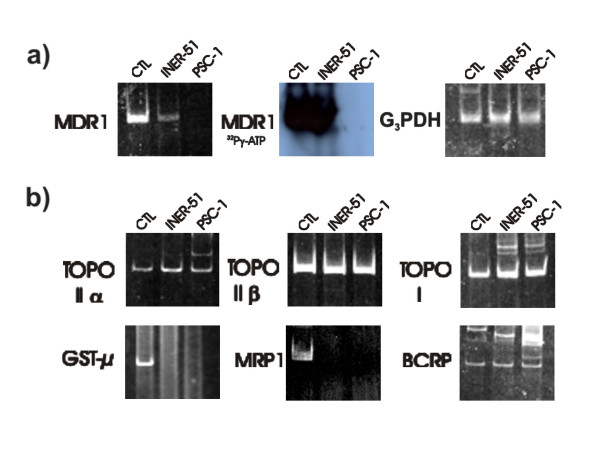 a)
CTL INER-51 PSC-1 CTL INER-51 PSC-1 CTL INER-51 PSC-1
MDR1 MDR1 G₃PDH
³²Pγ-ATP
b)
CTL INER-51 PSC-1 CTL INER-51 PSC-1 CTL INER-51 PSC-1
TOPO TOPO TOPO
II α II β I
GST-μ MRP1 BCRP